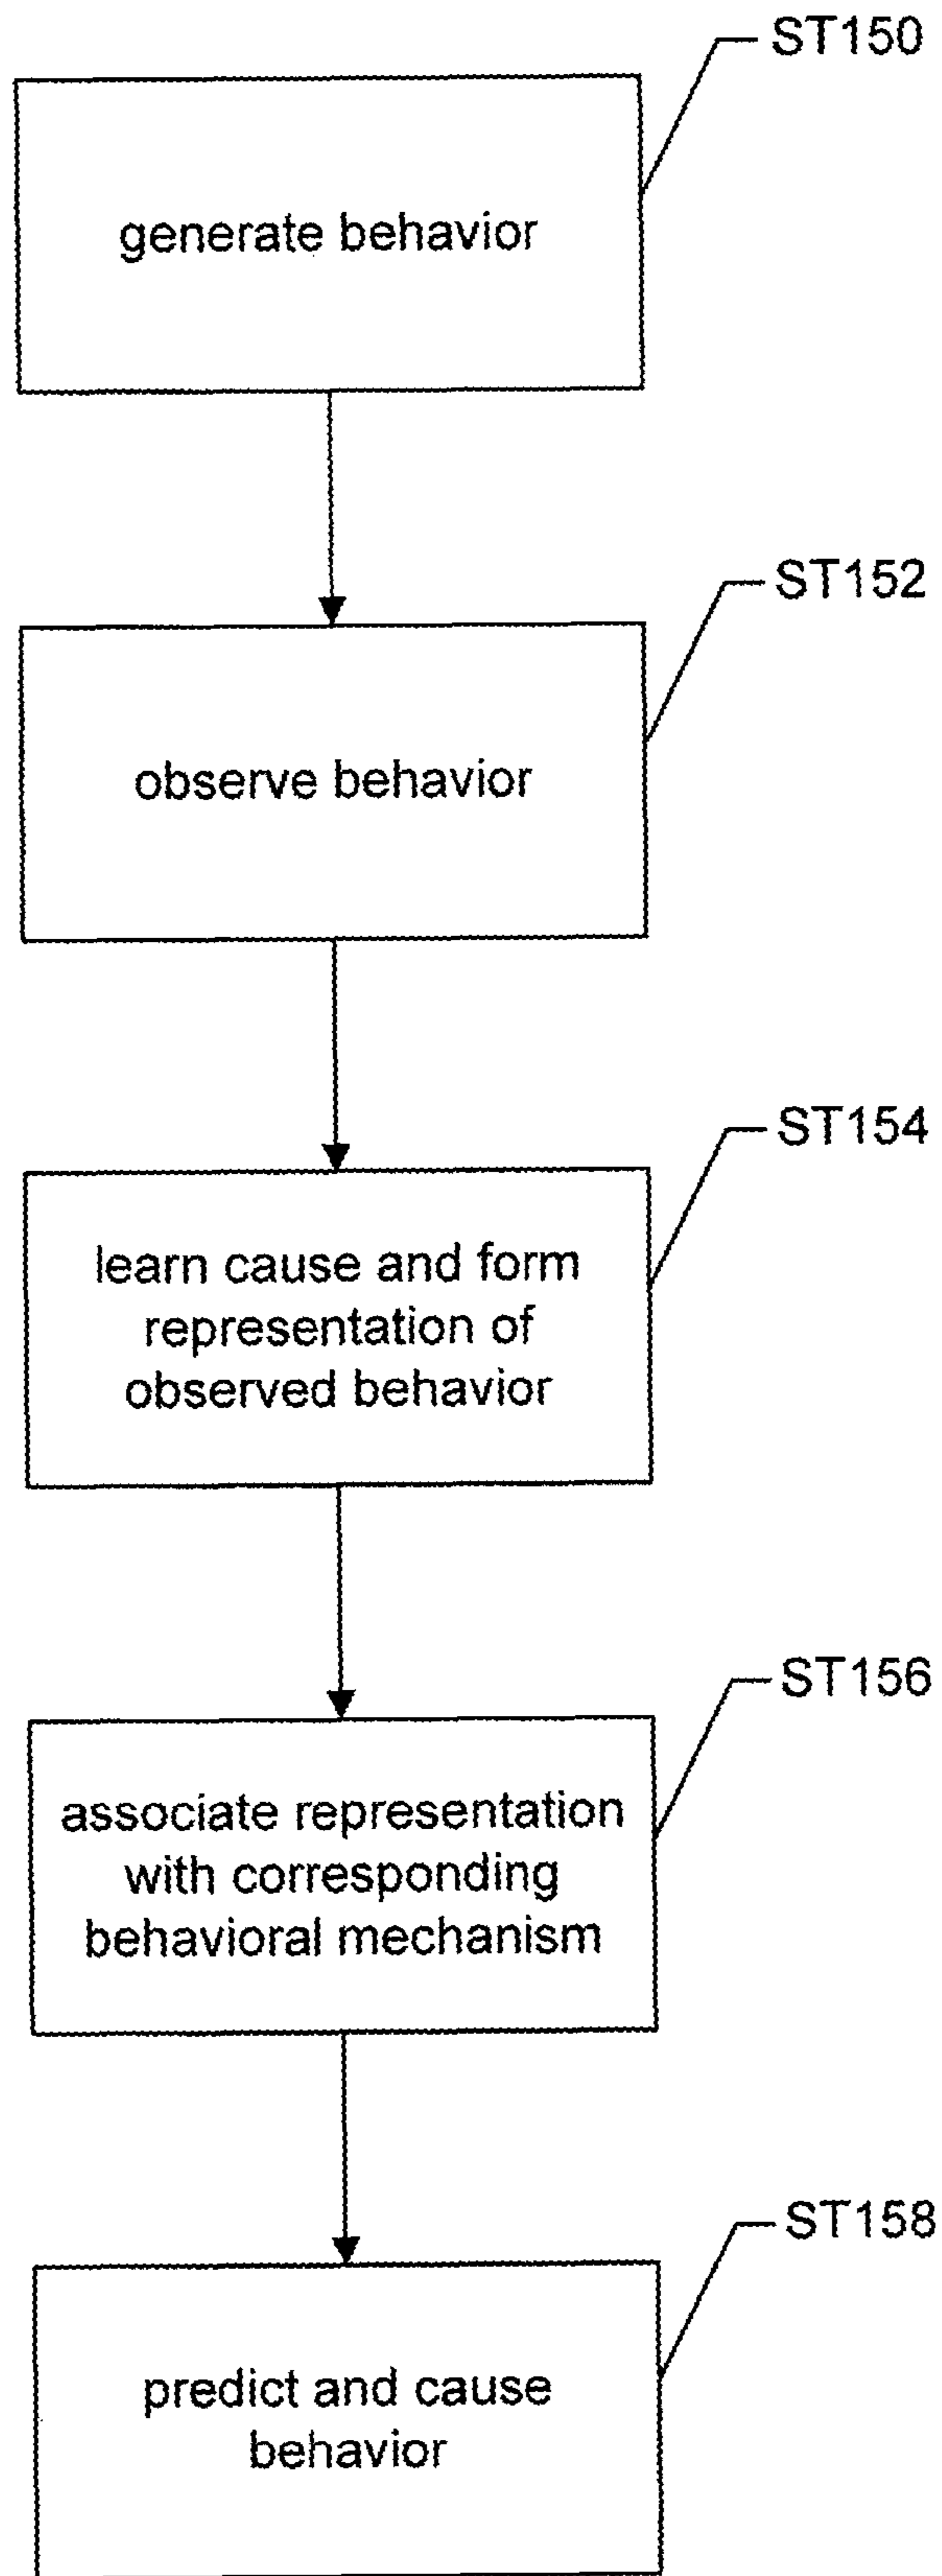 ST150
generate behavior
ST152
observe behavior
ST154
learn cause and form
representation of
observed behavior
ST156
associate representation
with corresponding
behavioral mechanism
ST158
predict and cause
behavior